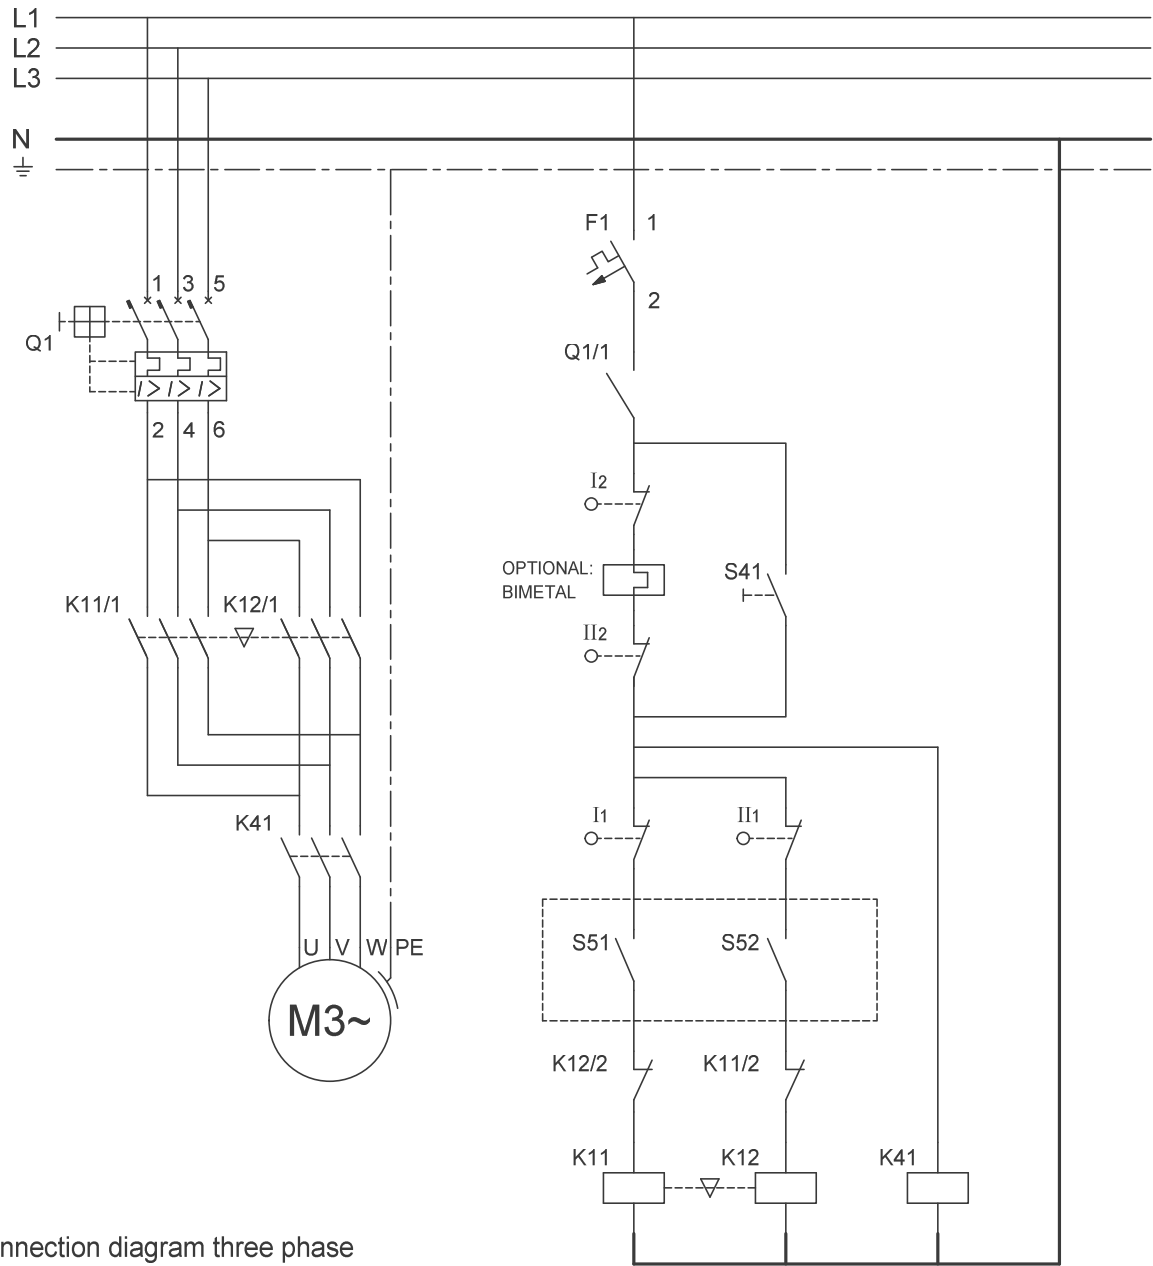 L1
L2
L3
N
F1 1
2
1 3 5
Q1
Q1/1
I> I> I>
2 4 6
I2
OPTIONAL:
BIMETAL
S41
K11/1 K12/1
II2
K41
I1 II1
U V W PE
S51 S52
M3~
K12/2 K11/2
K11 K12 K41
nnection diagram three phase